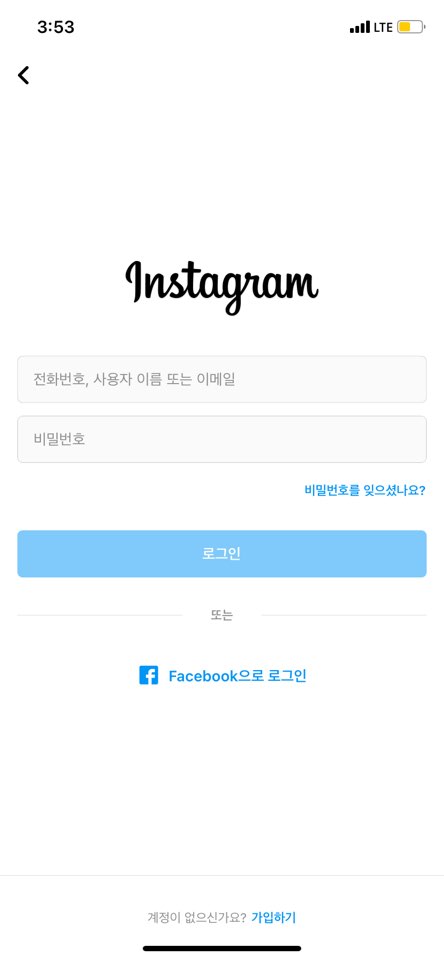 3:53
LTE
Instagram
전화번호, 사용자 이름 또는 이메일
비밀번호
비밀번호를 잊으셨나요?
로그인
또는
Facebook으로 로그인
계정이 없으신가요? 가입하기